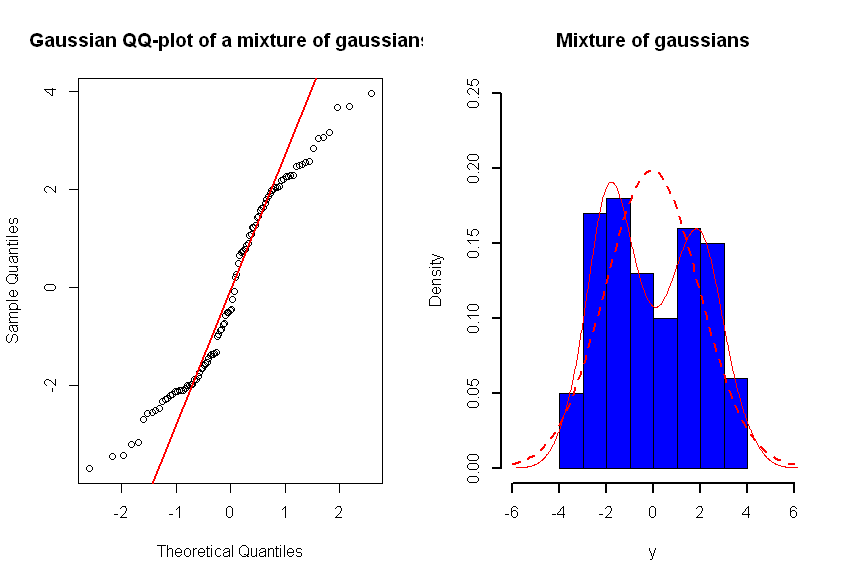 Gaussian QQ-plot of a mixture of gaussians
4
2
0
-2
Sample Quantiles
-2 -1 0 1 2
Theoretical Quantiles
Mixture of gaussians
0.25
0.20
0.15
0.10
0.05
0.00
Density
-6 -4 -2 0 2 4 6
y